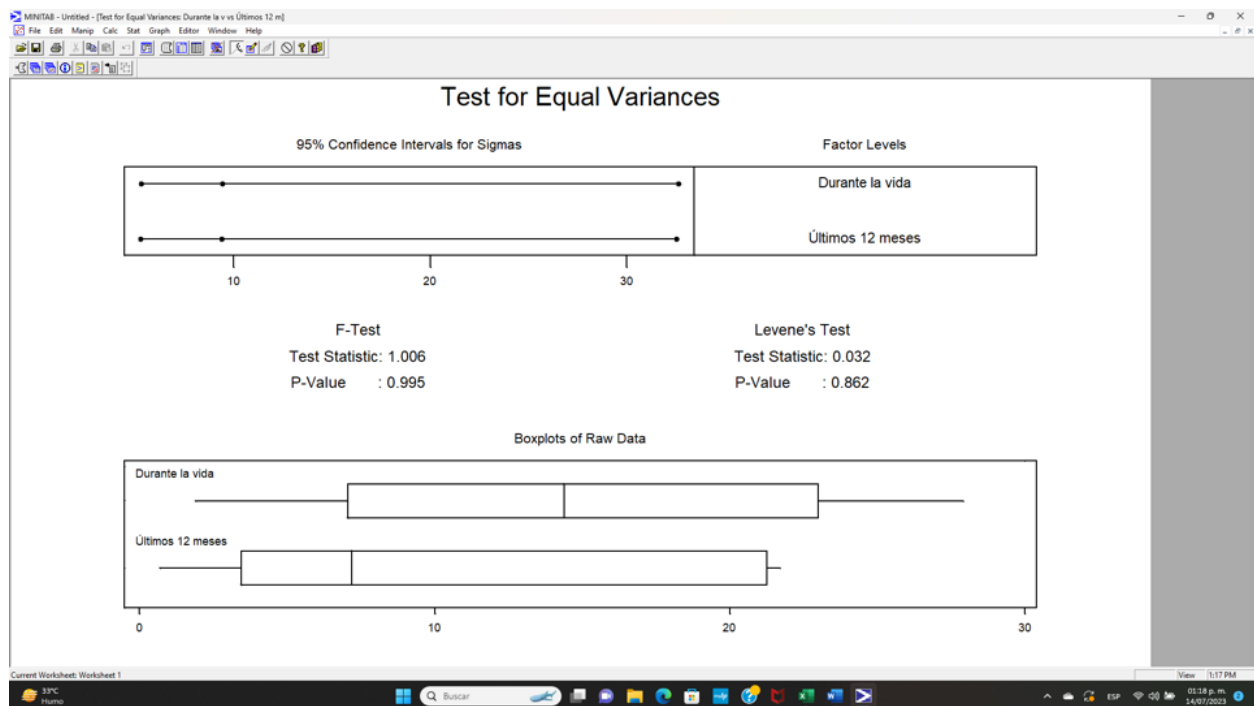 MINITAB - Untitled - [Test for Equal Variances: Durante la v vs Últimos 12 m]
File Edit Manip Calc Stat Graph Editor Window Help
Test for Equal Variances
95% Confidence Intervals for Sigmas
Factor Levels
Durante la vida
Últimos 12 meses
10 20 30
F-Test
Test Statistic: 1.006
P-Value : 0.995
Levene's Test
Test Statistic: 0.032
P-Value : 0.862
Boxplots of Raw Data
Durante la vida
Últimos 12 meses
0 10 20 30
Current Worksheet: Worksheet 1
View 1:17 PM
33°C
Humo
Buscar
ESP
01:18 p. m.
14/07/2023
2